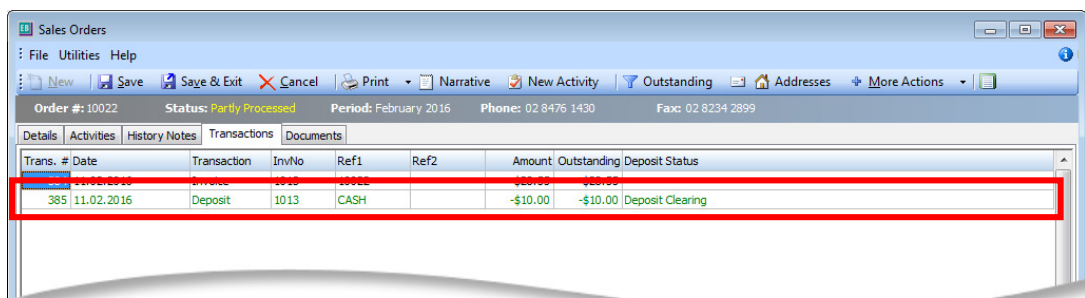 Sales Orders
File Utilities Help
New Save Save & Exit Cancel Print Narrative New Activity Outstanding Addresses More Actions
Order #: 10022 Status: Partly Processed Period: February 2016 Phone: 02 8476 1430 Fax: 02 8234 2899
Details Activities History Notes Transactions Documents
Trans. # Date Transaction InvNo Ref1 Ref2 Amount Outstanding Deposit Status
385 11.02.2016 Deposit 1013 CASH -$10.00 -$10.00 Deposit Clearing